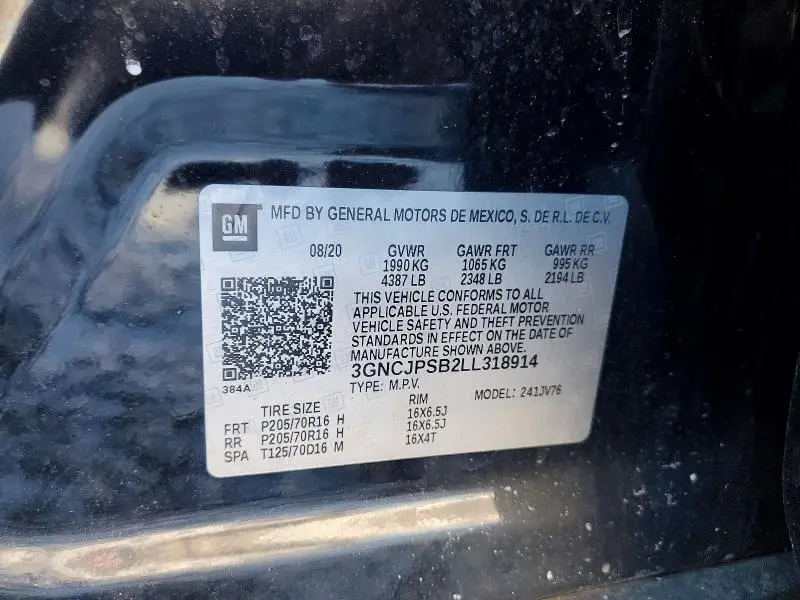 GM® MFD BY GENERAL MOTORS DE MEXICO, S. DE R.L. DE C.V.
08/20 GVWR GAWR FRT GAWR RR
1990 KG 1065 KG 995 KG
4387 LB 2348 LB 2194 LB
THIS VEHICLE CONFORMS TO ALL
APPLICABLE U.S. FEDERAL MOTOR
VEHICLE SAFETY AND THEFT PREVENTION
STANDARDS IN EFFECT ON THE DATE OF
MANUFACTURE SHOWN ABOVE.
3GNCJPSB2LL318914
384A TYPE: M.P.V. MODEL: 241JV76
TIRE SIZE RIM
FRT P205/70R16 H 16X6.5J
RR P205/70R16 H 16X6.5J
SPA T125/70D16 M 16X4T